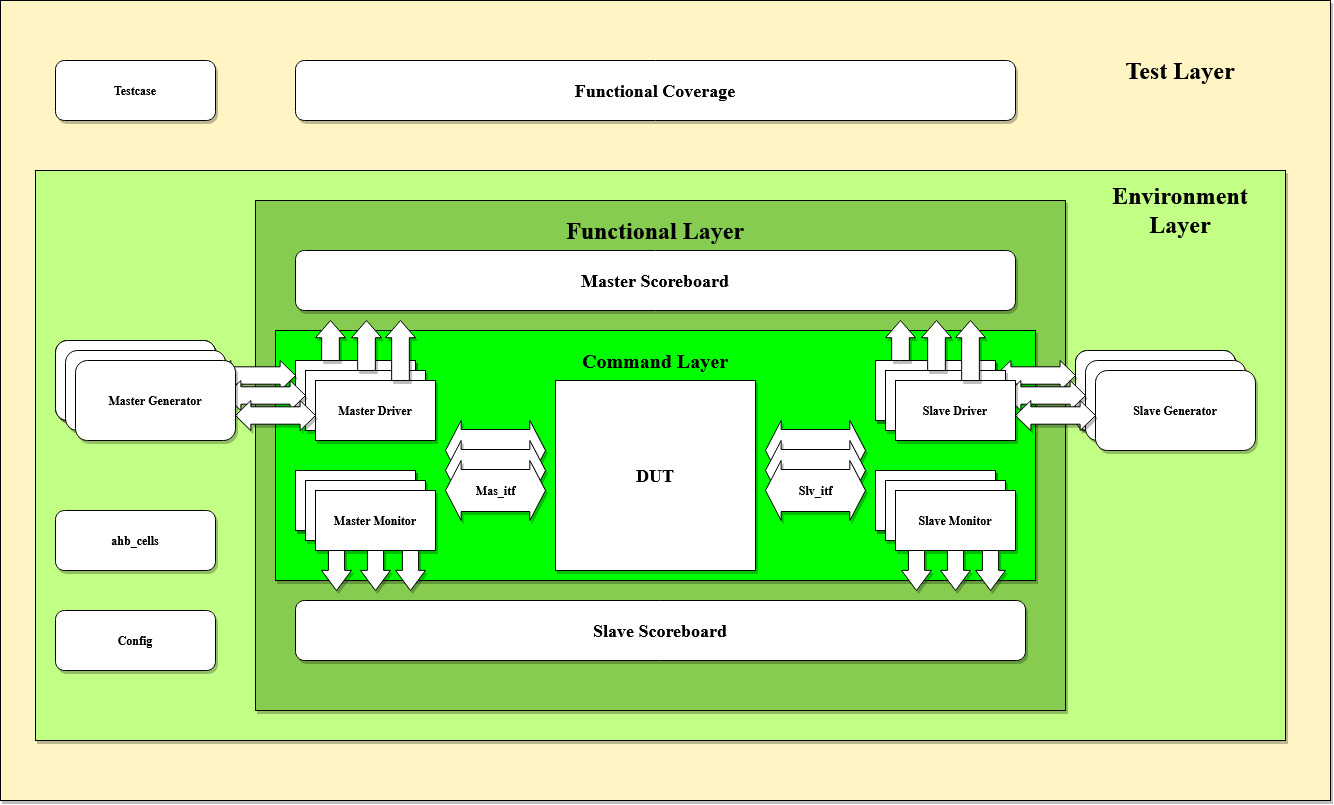 Test Layer
Testcase
Functional Coverage
Environment
Layer
Functional Layer
Master Scoreboard
Command Layer
Master Generator
Master Driver
Slave Driver
Slave Generator
DUT
Mas_itf
Slv_itf
Master Monitor
Slave Monitor
ahb_cells
Slave Scoreboard
Config